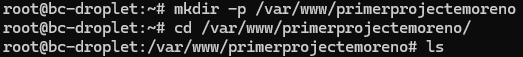 root@bc-droplet:~# mkdir -p /var/www/primerprojectemoreno
root@bc-droplet:~# cd /var/www/primerprojectemoreno/
root@bc-droplet:/var/www/primerprojectemoreno# ls